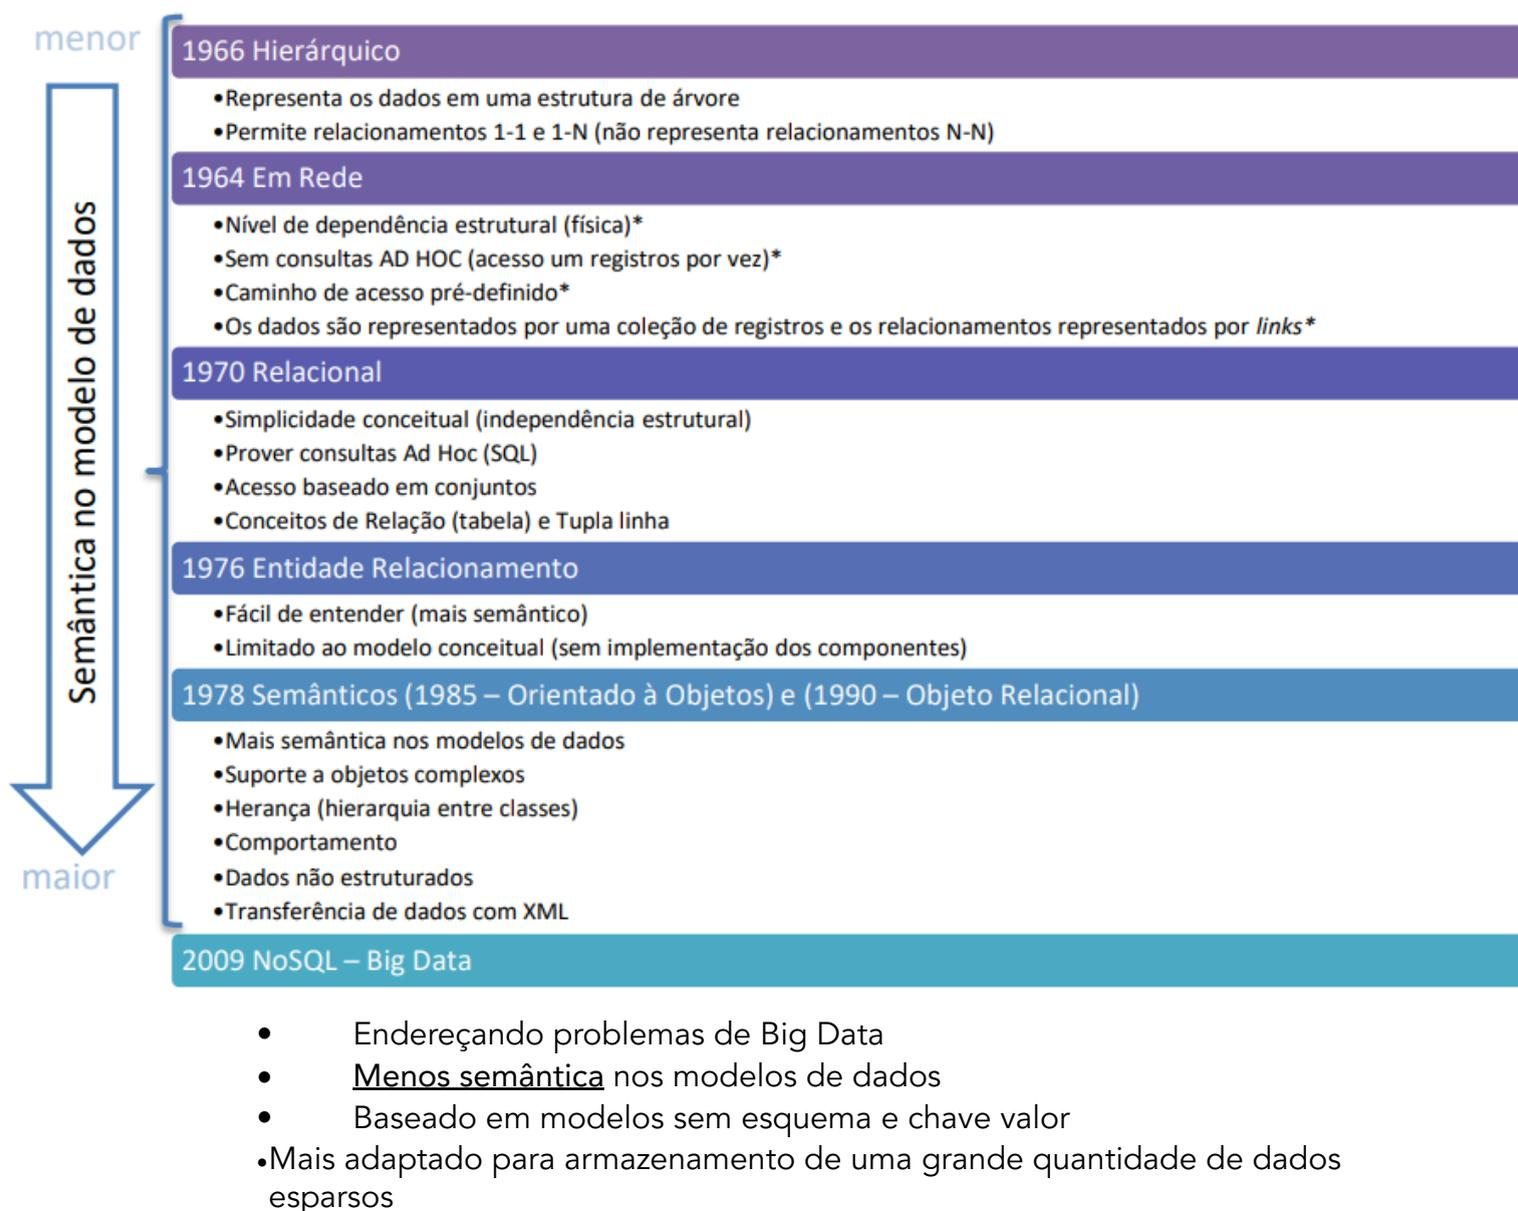 menor
Semântica no modelo de dados
maior
1966 Hierárquico
•Representa os dados em uma estrutura de árvore
•Permite relacionamentos 1-1 e 1-N (não representa relacionamentos N-N)
1964 Em Rede
•Nível de dependência estrutural (física)*
•Sem consultas AD HOC (acesso um registros por vez)*
•Caminho de acesso pré-definido*
•Os dados são representados por uma coleção de registros e os relacionamentos representados por links*
1970 Relacional
•Simplicidade conceitual (independência estrutural)
•Prover consultas Ad Hoc (SQL)
•Acesso baseado em conjuntos
•Conceitos de Relação (tabela) e Tupla linha
1976 Entidade Relacionamento
•Fácil de entender (mais semântico)
•Limitado ao modelo conceitual (sem implementação dos componentes)
1978 Semânticos (1985 – Orientado à Objetos) e (1990 – Objeto Relacional)
•Mais semântica nos modelos de dados
•Suporte a objetos complexos
•Herança (hierarquia entre classes)
•Comportamento
•Dados não estruturados
•Transferência de dados com XML
2009 NoSQL – Big Data
• Endereçando problemas de Big Data
• Menos semântica nos modelos de dados
• Baseado em modelos sem esquema e chave valor
•Mais adaptado para armazenamento de uma grande quantidade de dados
esparsos